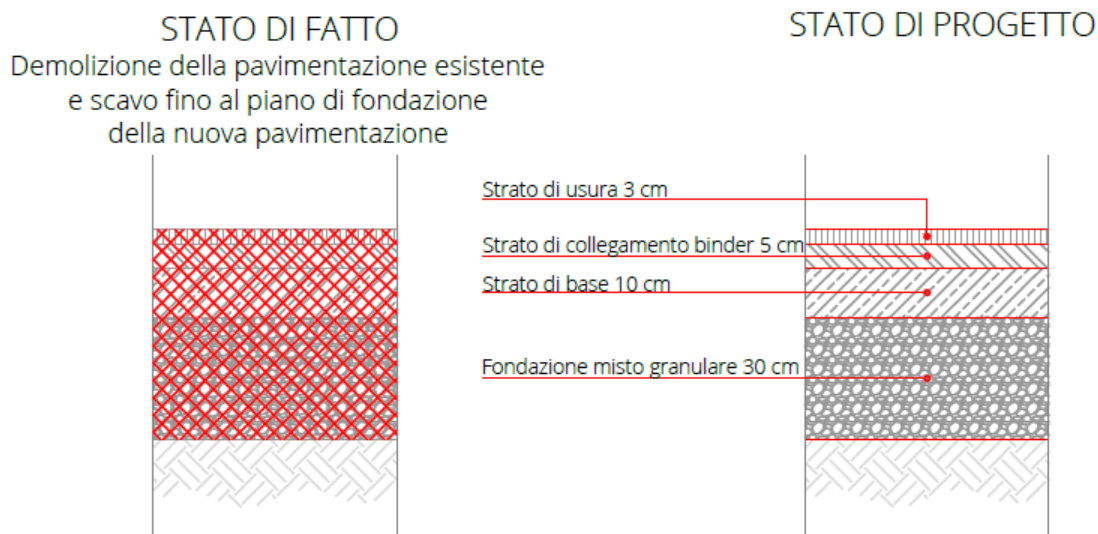 STATO DI FATTO
Demolizione della pavimentazione esistente
e scavo fino al piano di fondazione
della nuova pavimentazione
STATO DI PROGETTO
Strato di usura 3 cm
Strato di collegamento binder 5 cm
Strato di base 10 cm
Fondazione misto granulare 30 cm